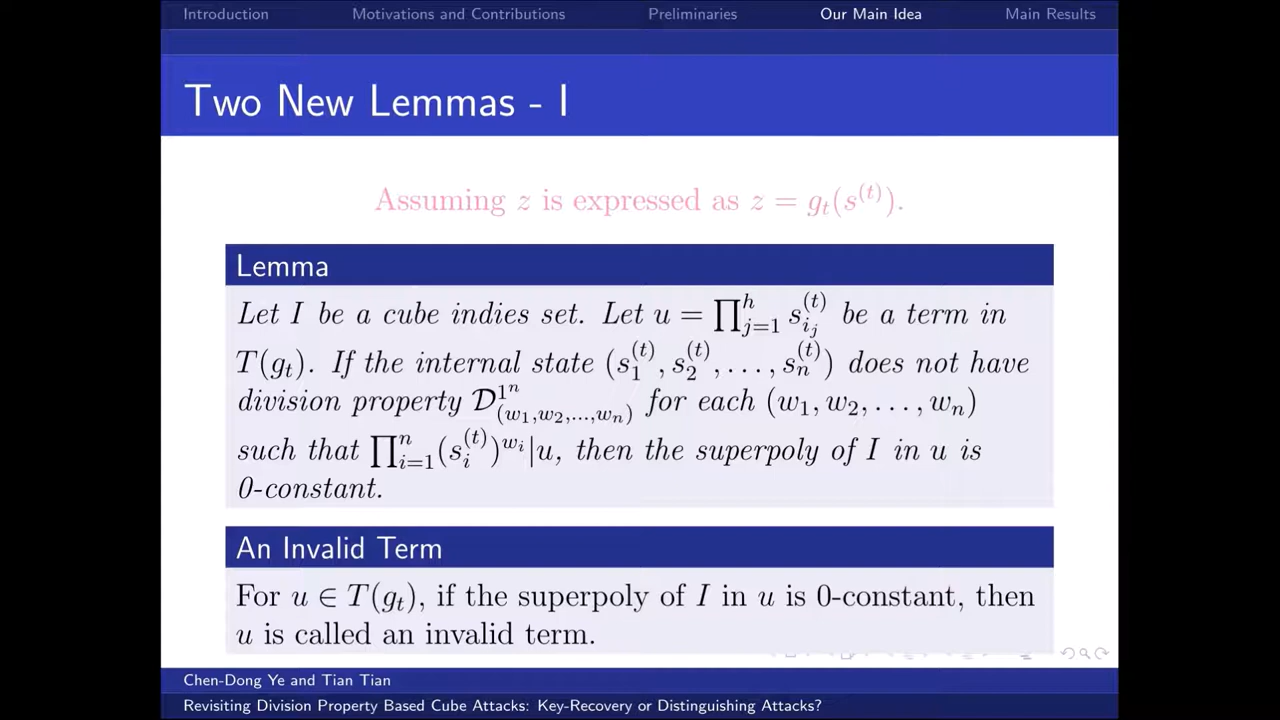 Introduction Motivations and Contributions Preliminaries Our Main Idea Main Results
Two New Lemmas - I
Assuming z is expressed as z = g_t(s^{(t)}).
Lemma
Let I be a cube indies set. Let u = ∏_{j=1}^{h} s_{i_j}^{(t)} be a term in
T(g_t). If the internal state (s_1^{(t)}, s_2^{(t)}, . . . , s_n^{(t)}) does not have
division property D_{(w_1,w_2,...,w_n)}^{1^n} for each (w_1, w_2, . . . , w_n)
such that ∏_{i=1}^{n} (s_i^{(t)})^{w_i}|u, then the superpoly of I in u is
0-constant.
An Invalid Term
For u ∈ T(g_t), if the superpoly of I in u is 0-constant, then
u is called an invalid term.
Chen-Dong Ye and Tian Tian
Revisiting Division Property Based Cube Attacks: Key-Recovery or Distinguishing Attacks?